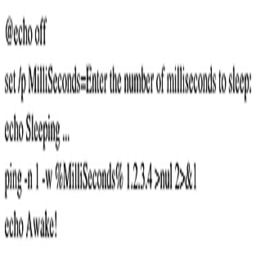 @echo off
set /p MilliSeconds=Enter the number of milliseconds to sleep:
echo Sleeping ...
ping -n 1 -w %MilliSeconds% 1.2.3.4 >nul 2>&1
echo Awake!